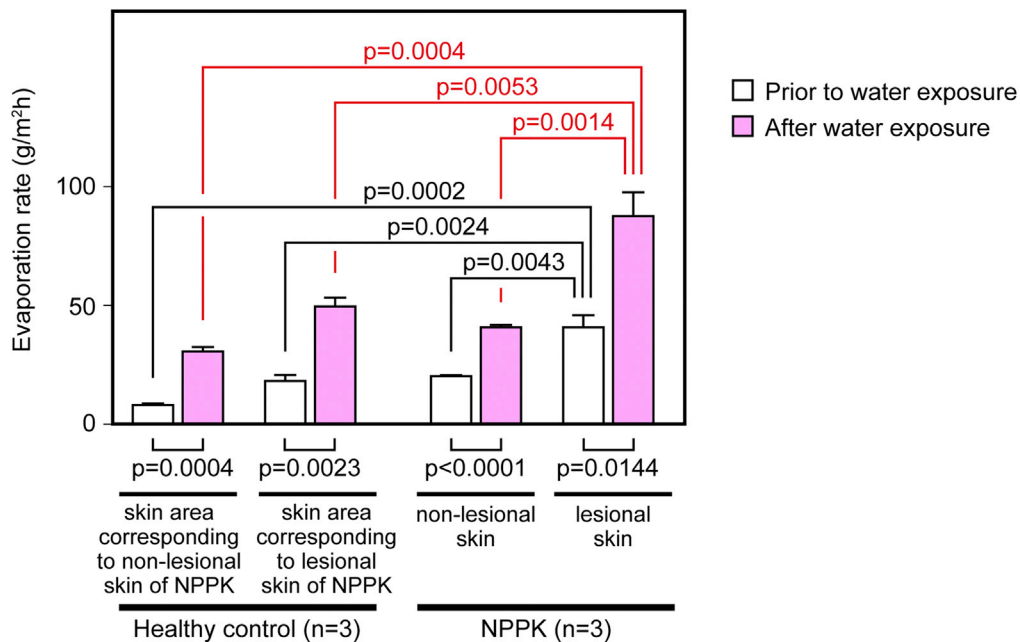 p=0.0004
p=0.0053
p=0.0014
p=0.0002
p=0.0024
p=0.0043
Prior to water exposure
After water exposure
Evaporation rate (g/m²h)
100
50
0
p=0.0004
p=0.0023
p<0.0001
p=0.0144
skin area
corresponding
to non-lesional
skin of NPPK
skin area
corresponding
to lesional
skin of NPPK
non-lesional
skin
lesional
skin
Healthy control (n=3)
NPPK (n=3)